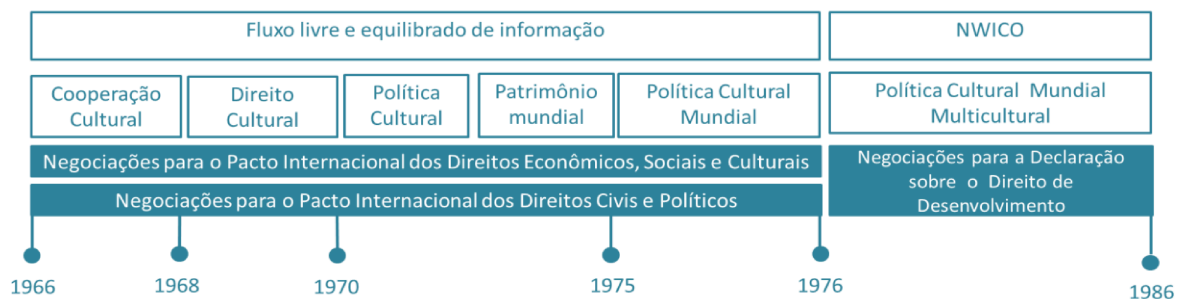 Fluxo livre e equilibrado de informação
NWICO
Cooperação
Cultural
Direito
Cultural
Política
Cultural
Patrimônio
mundial
Política Cultural
Mundial
Política Cultural Mundial
Multicultural
Negociações para o Pacto Internacional dos Direitos Econômicos, Sociais e Culturais
Negociações para o Pacto Internacional dos Direitos Civis e Políticos
Negociações para a Declaração
sobre o Direito de
Desenvolvimento
1966
1968
1970
1975
1976
1986